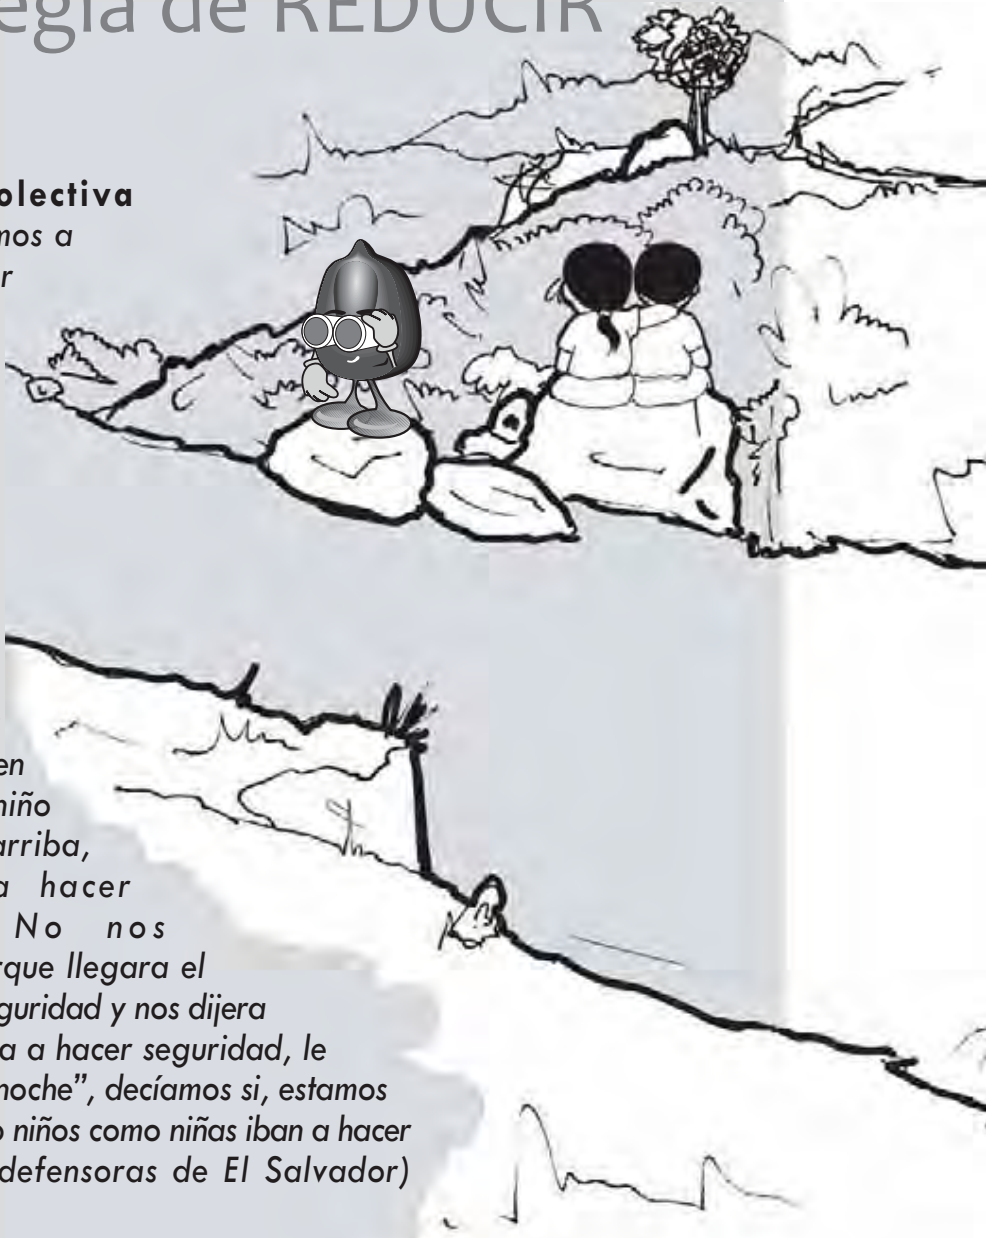 egia de REDUCIR
olectiva
mos a
r
en
niño
arriba,
a hacer
No nos
rque llegara el
guridad y nos dijera
a a hacer seguridad, le
noche”, decíamos si, estamos
o niños como niñas iban a hacer
defensoras de El Salvador)